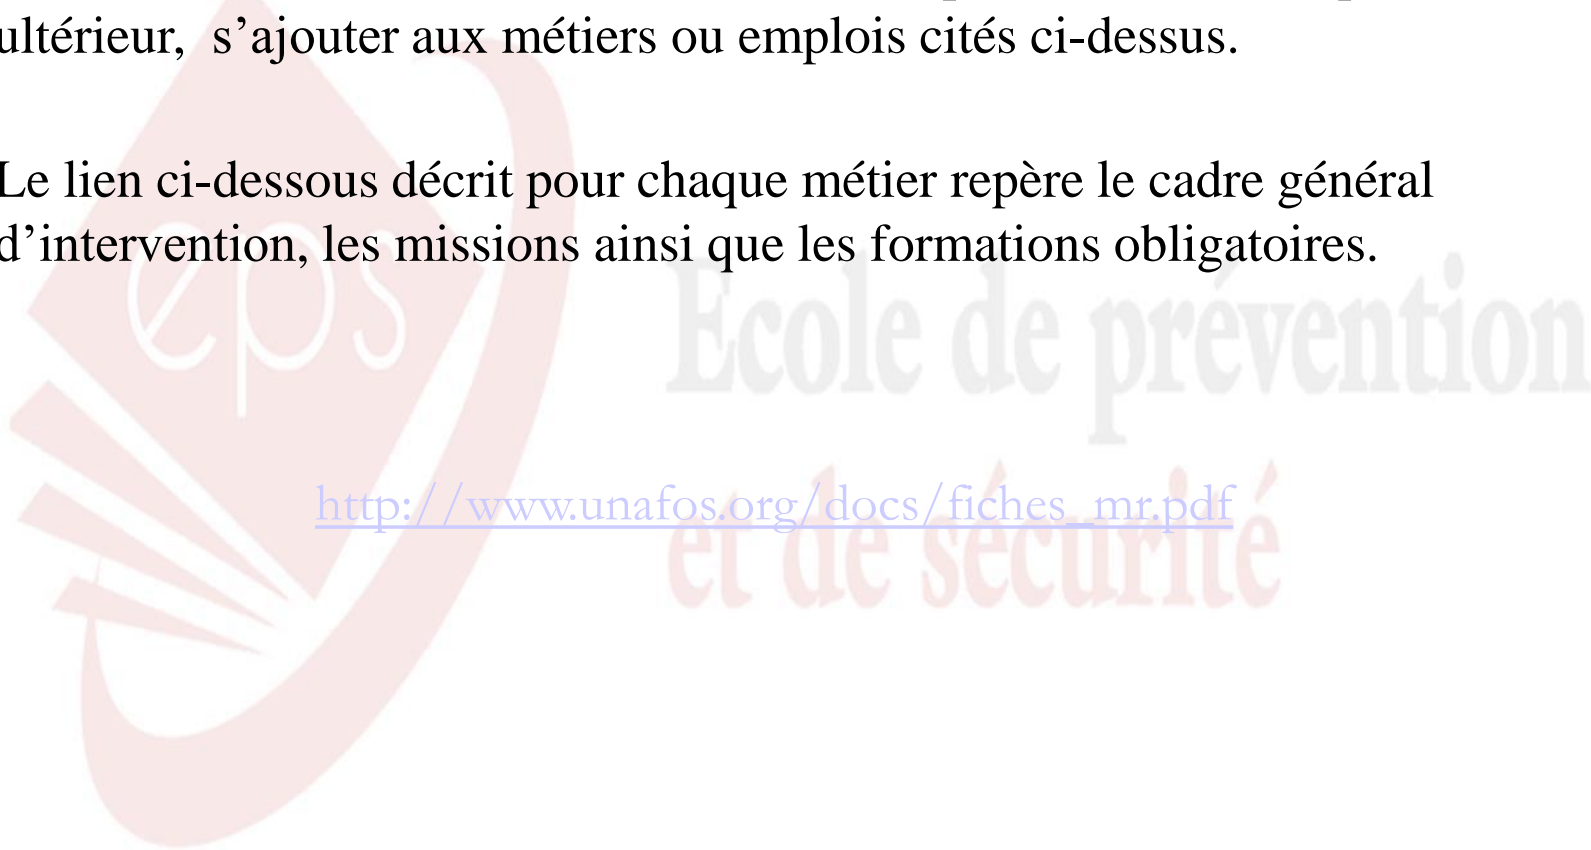 ultérieur, s’ajouter aux métiers ou emplois cités ci-dessus.
Le lien ci-dessous décrit pour chaque métier repère le cadre général
d’intervention, les missions ainsi que les formations obligatoires.
eps
Ecole de prévention
http://www.unafos.org/docs/fiches_mr.pdf
et de sécurité